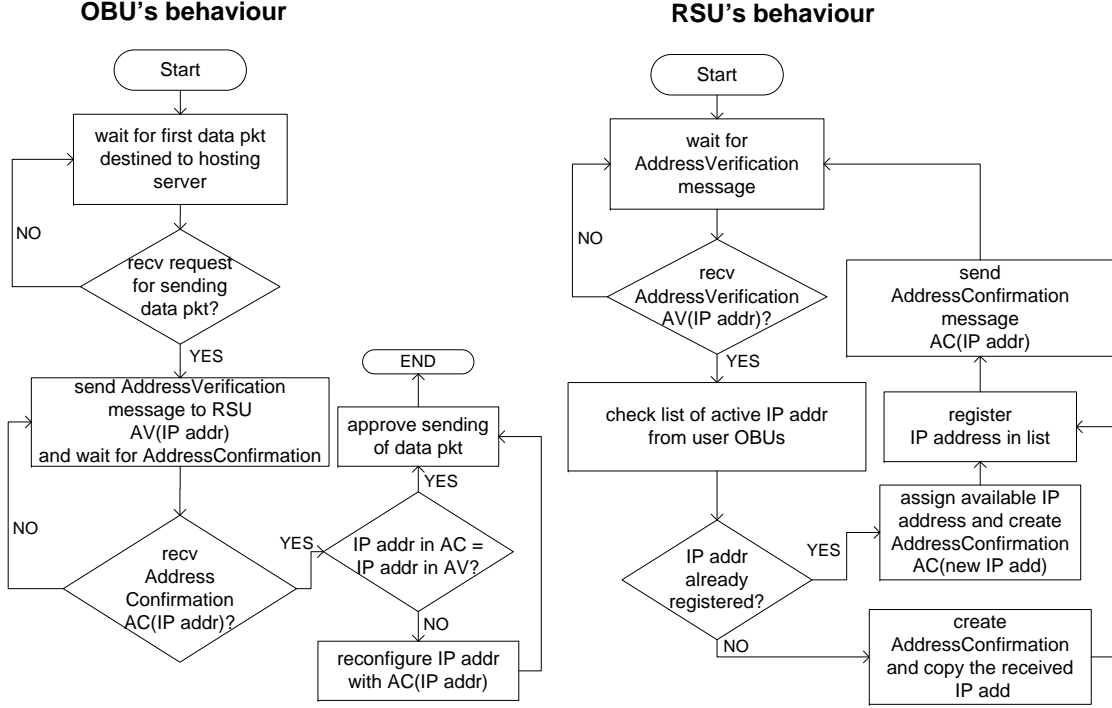 OBU's behaviour
Start
wait for first data pkt
destined to hosting
server
NO
recv request
for sending
data pkt?
YES
send AddressVerification
message to RSU
AV(IP addr)
and wait for AddressConfirmation
NO
recv
Address
Confirmation
AC(IP addr)?
YES
IP addr in AC =
IP addr in AV?
YES
approve sending
of data pkt
END
NO
reconfigure IP addr
with AC(IP addr)
RSU's behaviour
Start
wait for
AddressVerification
message
NO
recv
AddressVerification
AV(IP addr)?
YES
check list of active IP addr
from user OBUs
IP addr
already
registered?
YES
assign available IP
address and create
AddressConfirmation
AC(new IP add)
register
IP address in list
send
AddressConfirmation
message
AC(IP addr)
NO
create
AddressConfirmation
and copy the received
IP add